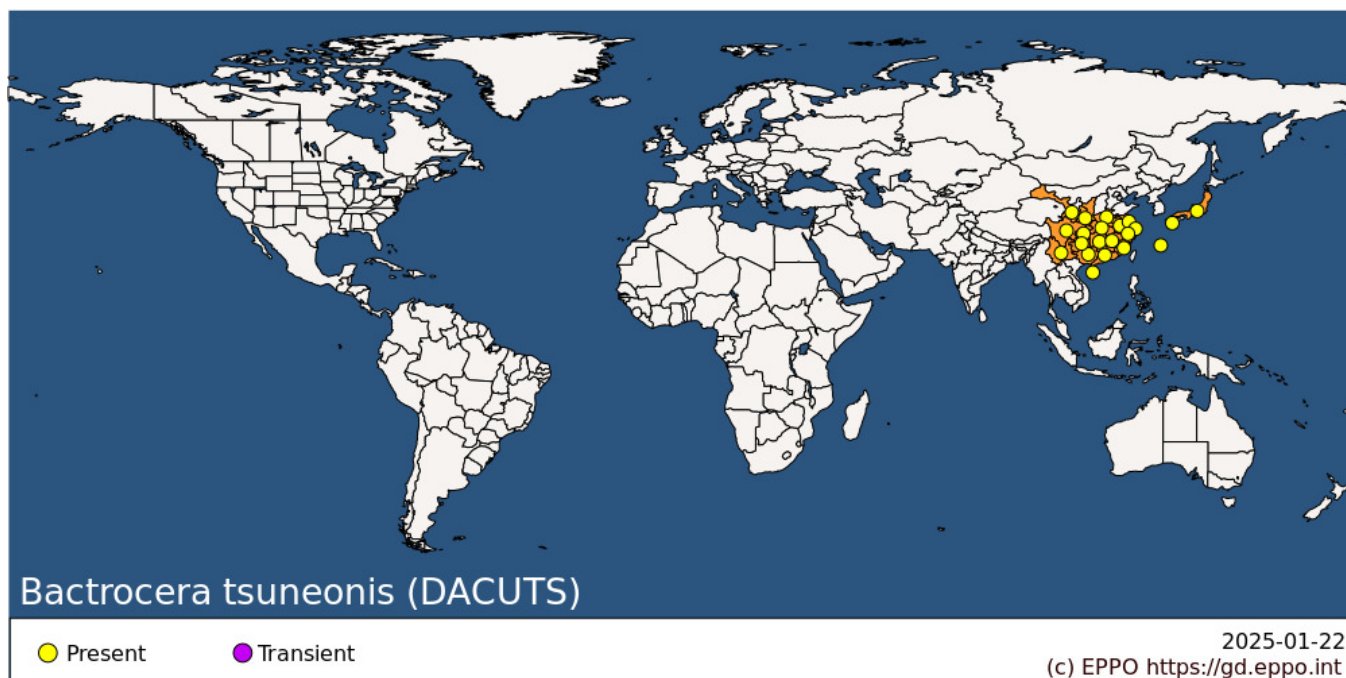 Bactrocera tsuneonis (DACUTS)
Present
Transient
2025-01-22
(c) EPPO https://gd.eppo.int